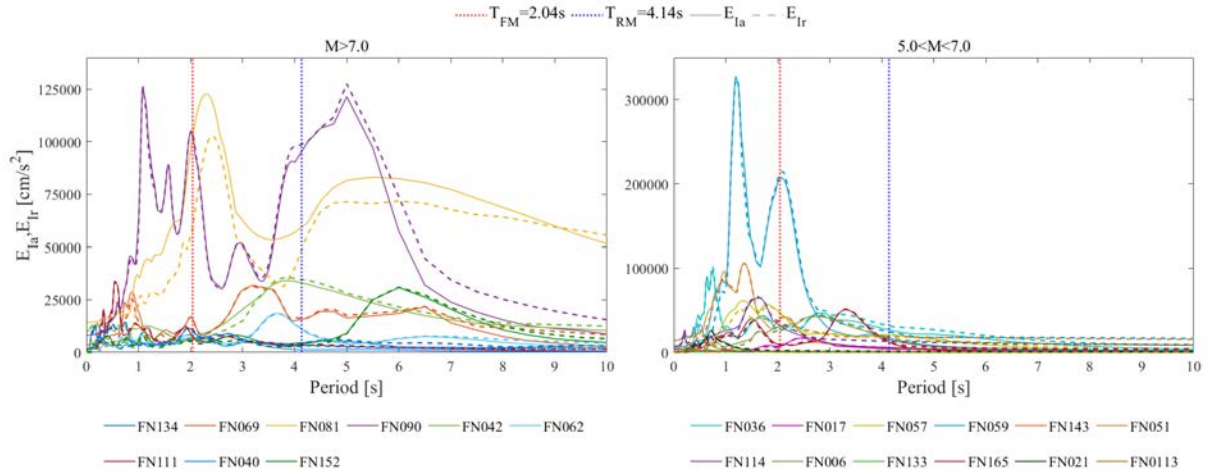 T_FM=2.04s T_RM=4.14s E_Ia E_Ir
M>7.0
5.0<M<7.0
E_Ia,E_Ir [cm/s²]
125000
100000
75000
50000
25000
0
0 1 2 3 4 5 6 7 8 9 10
Period [s]
300000
200000
100000
0
0 1 2 3 4 5 6 7 8 9 10
Period [s]
FN134 FN069 FN081 FN090 FN042 FN062
FN111 FN040 FN152
FN036 FN017 FN057 FN059 FN143 FN051
FN114 FN006 FN133 FN165 FN021 FN0113